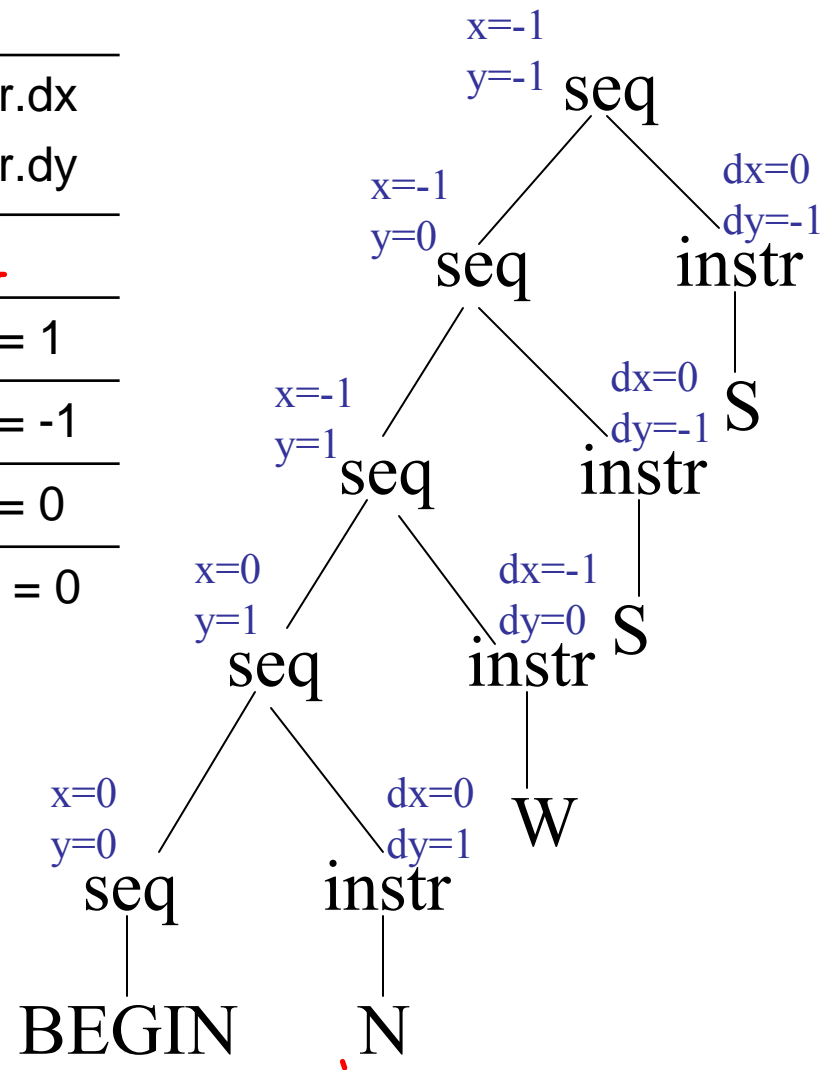 r.dx
r.dy
= 1
= -1
= 0
= 0
x=-1
y=-1
seq
x=-1
y=0
seq
dx=0
dy=-1
instr
S
x=-1
y=1
seq
dx=0
dy=-1
instr
S
x=0
y=1
seq
dx=-1
dy=0
instr
W
x=0
y=0
seq
dx=0
dy=1
instr
BEGIN
N